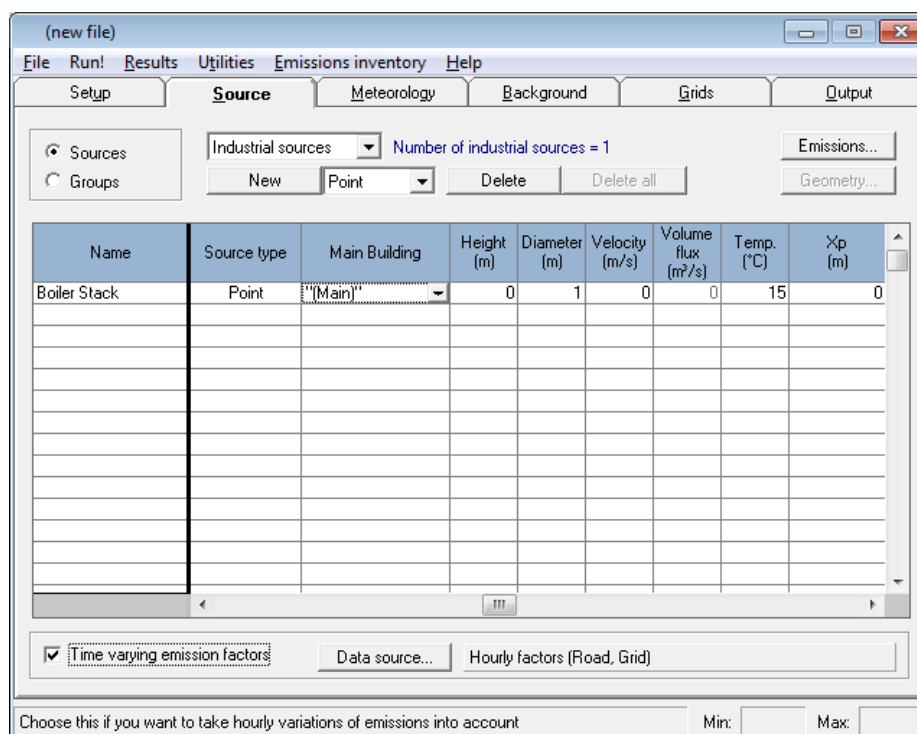 (new file)
File Run! Results Utilities Emissions inventory Help
Setup Source Meteorology Background Grids Output
Sources Industrial sources Number of industrial sources = 1 Emissions...
Groups New Point Delete Delete all Geometry...
Name Source type Main Building Height (m) Diameter (m) Velocity (m/s) Volume flux (m³/s) Temp. (°C) Xp (m)
Boiler Stack Point "(Main)" 0 1 0 0 15 0
Time varying emission factors Data source... Hourly factors (Road, Grid)
Choose this if you want to take hourly variations of emissions into account Min: Max: